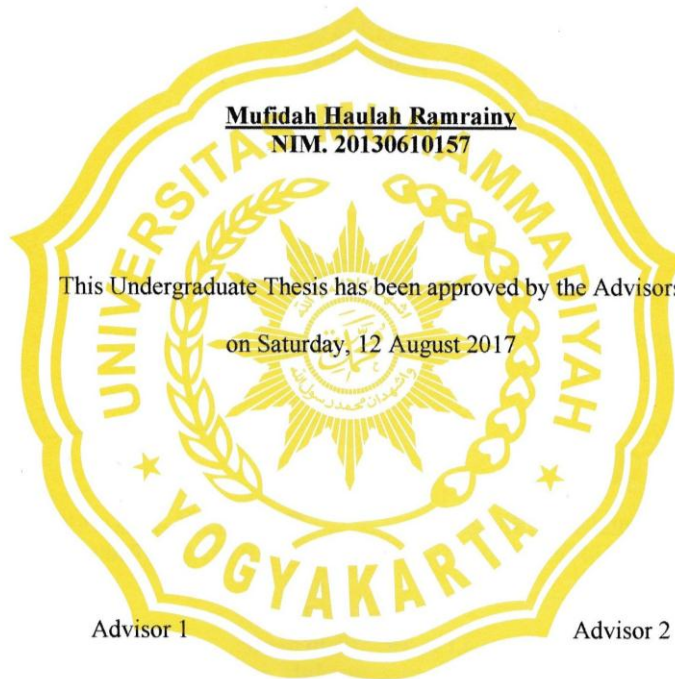 Mufidah Haulah Ramrainy
NIM. 20130610157
UNIVERSITAS MUHAMMADIYAH
This Undergraduate Thesis has been approved by the Advisors
on Saturday, 12 August 2017
YOGYAKARTA
Advisor 1 Advisor 2